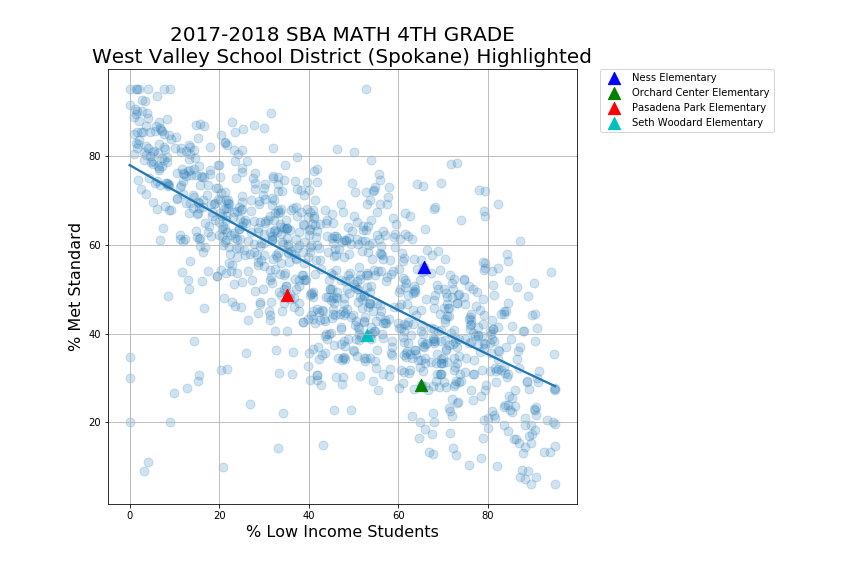 2017-2018 SBA MATH 4TH GRADE
West Valley School District (Spokane) Highlighted
Ness Elementary
Orchard Center Elementary
Pasadena Park Elementary
Seth Woodard Elementary
% Met Standard
80
60
40
20
0 20 40 60 80
% Low Income Students